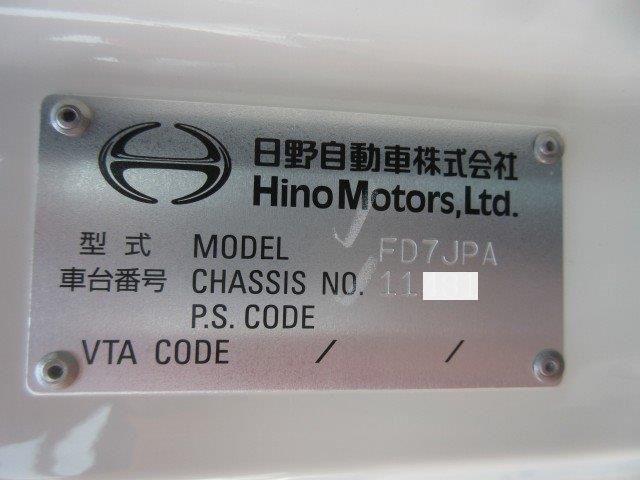 日野自動車株式会社
Hino Motors, Ltd.
型式 MODEL FD7JPA
車台番号 CHASSIS NO. 11
P.S. CODE
VTA CODE / /